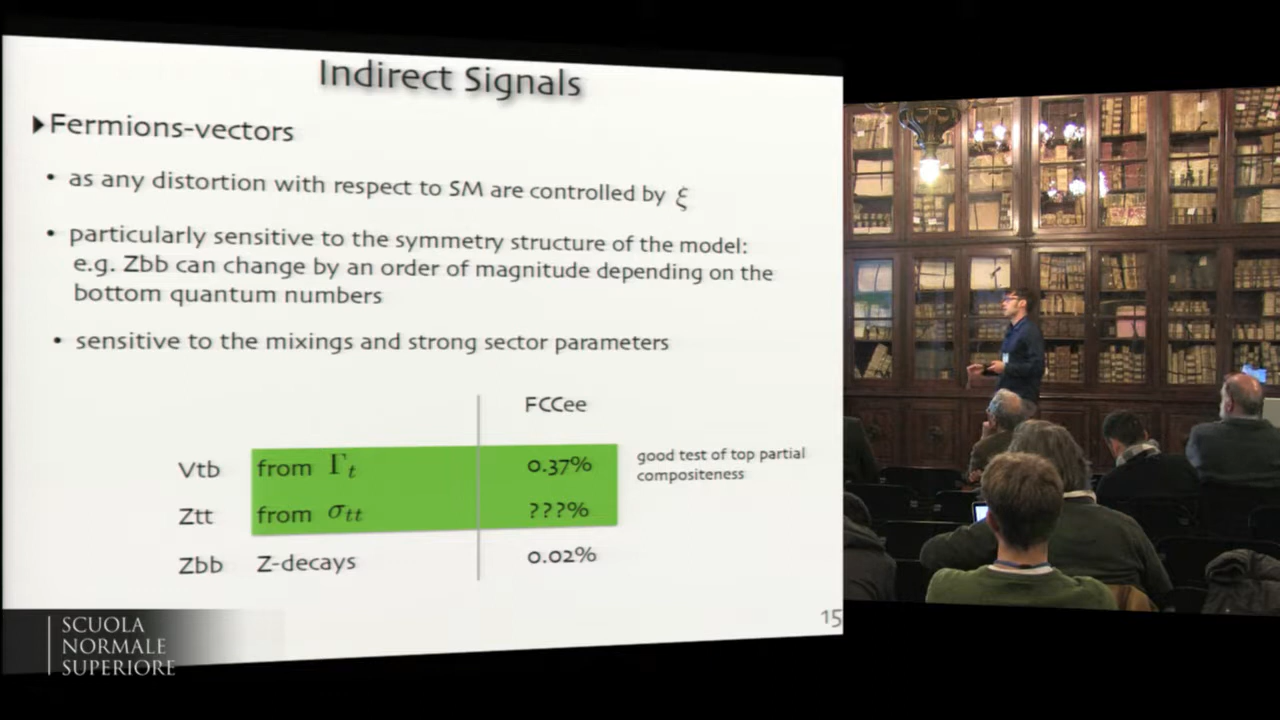 Indirect Signals
Fermions-vectors
• as any distortion with respect to SM are controlled by ξ
• particularly sensitive to the symmetry structure of the model:
e.g. Zbb can change by an order of magnitude depending on the
bottom quantum numbers
• sensitive to the mixings and strong sector parameters
FCCee
Vtb from Γt 0.37%
good test of top partial
compositeness
Ztt from σtt ???%
Zbb Z-decays 0.02%
15
SCUOLA
NORMALE
SUPERIORE